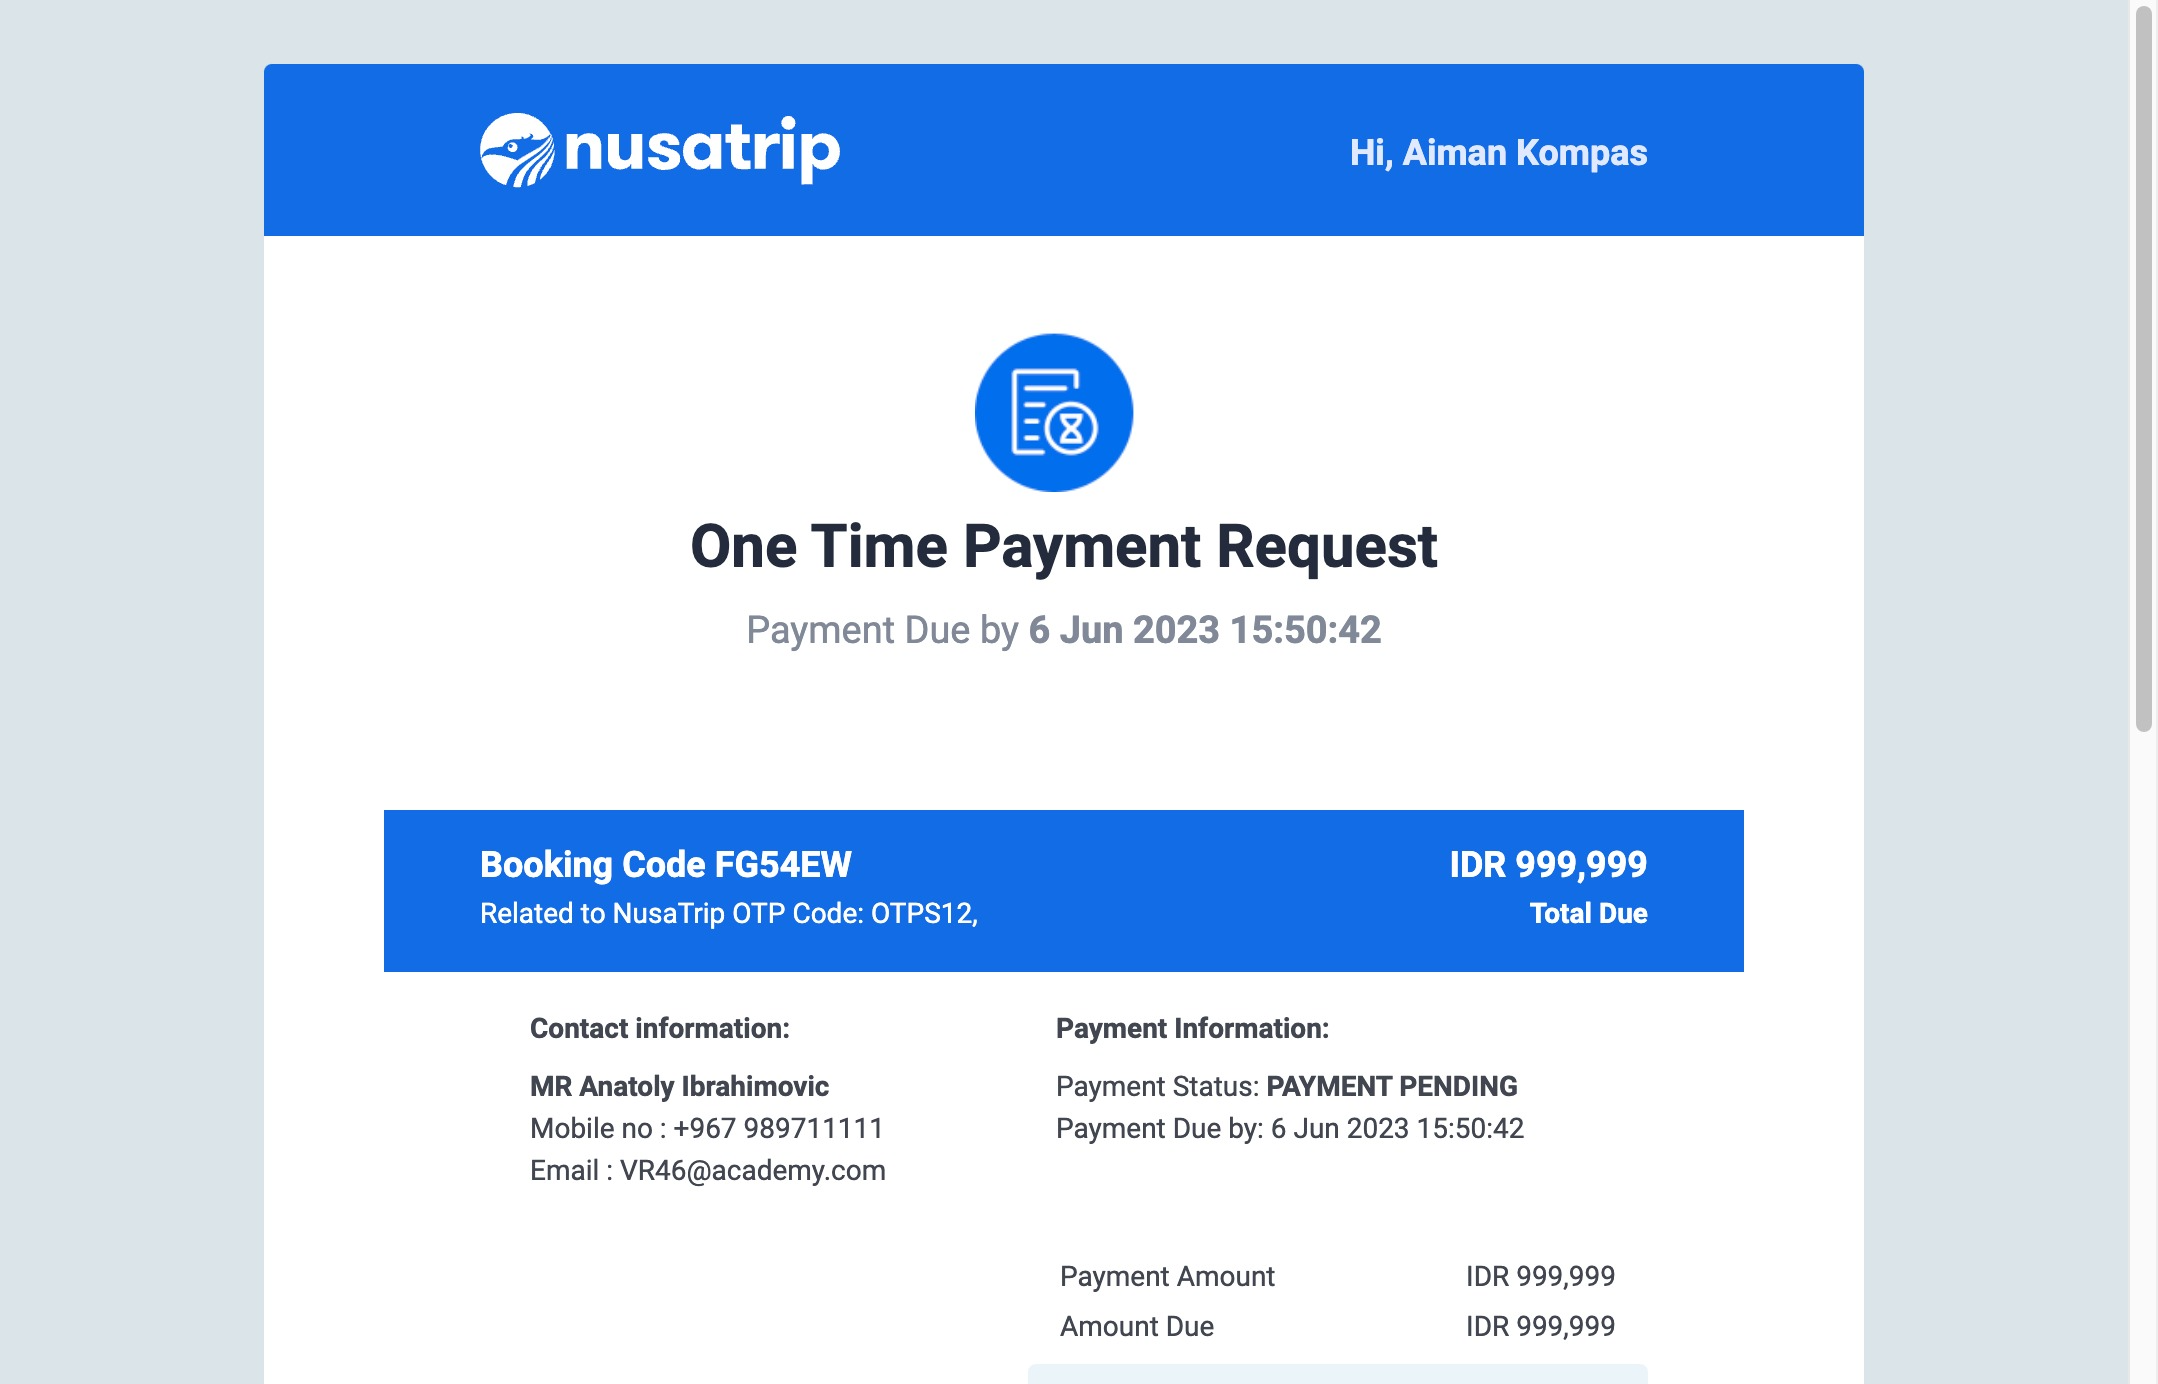 nusatrip
Hi, Aiman Kompas
One Time Payment Request
Payment Due by 6 Jun 2023 15:50:42
Booking Code FG54EW
IDR 999,999
Related to NusaTrip OTP Code: OTPS12,
Total Due
Contact information:
MR Anatoly Ibrahimovic
Mobile no : +967 989711111
Email : VR46@academy.com
Payment Information:
Payment Status: PAYMENT PENDING
Payment Due by: 6 Jun 2023 15:50:42
Payment Amount IDR 999,999
Amount Due IDR 999,999